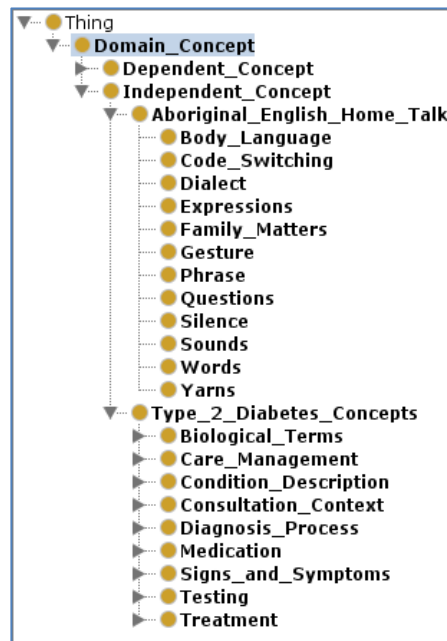 Thing
Domain_Concept
Dependent_Concept
Independent_Concept
Aboriginal_English_Home_Talk
Body_Language
Code_Switching
Dialect
Expressions
Family_Matters
Gesture
Phrase
Questions
Silence
Sounds
Words
Yarns
Type_2_Diabetes_Concepts
Biological_Terms
Care_Management
Condition_Description
Consultation_Context
Diagnosis_Process
Medication
Signs_and_Symptoms
Testing
Treatment